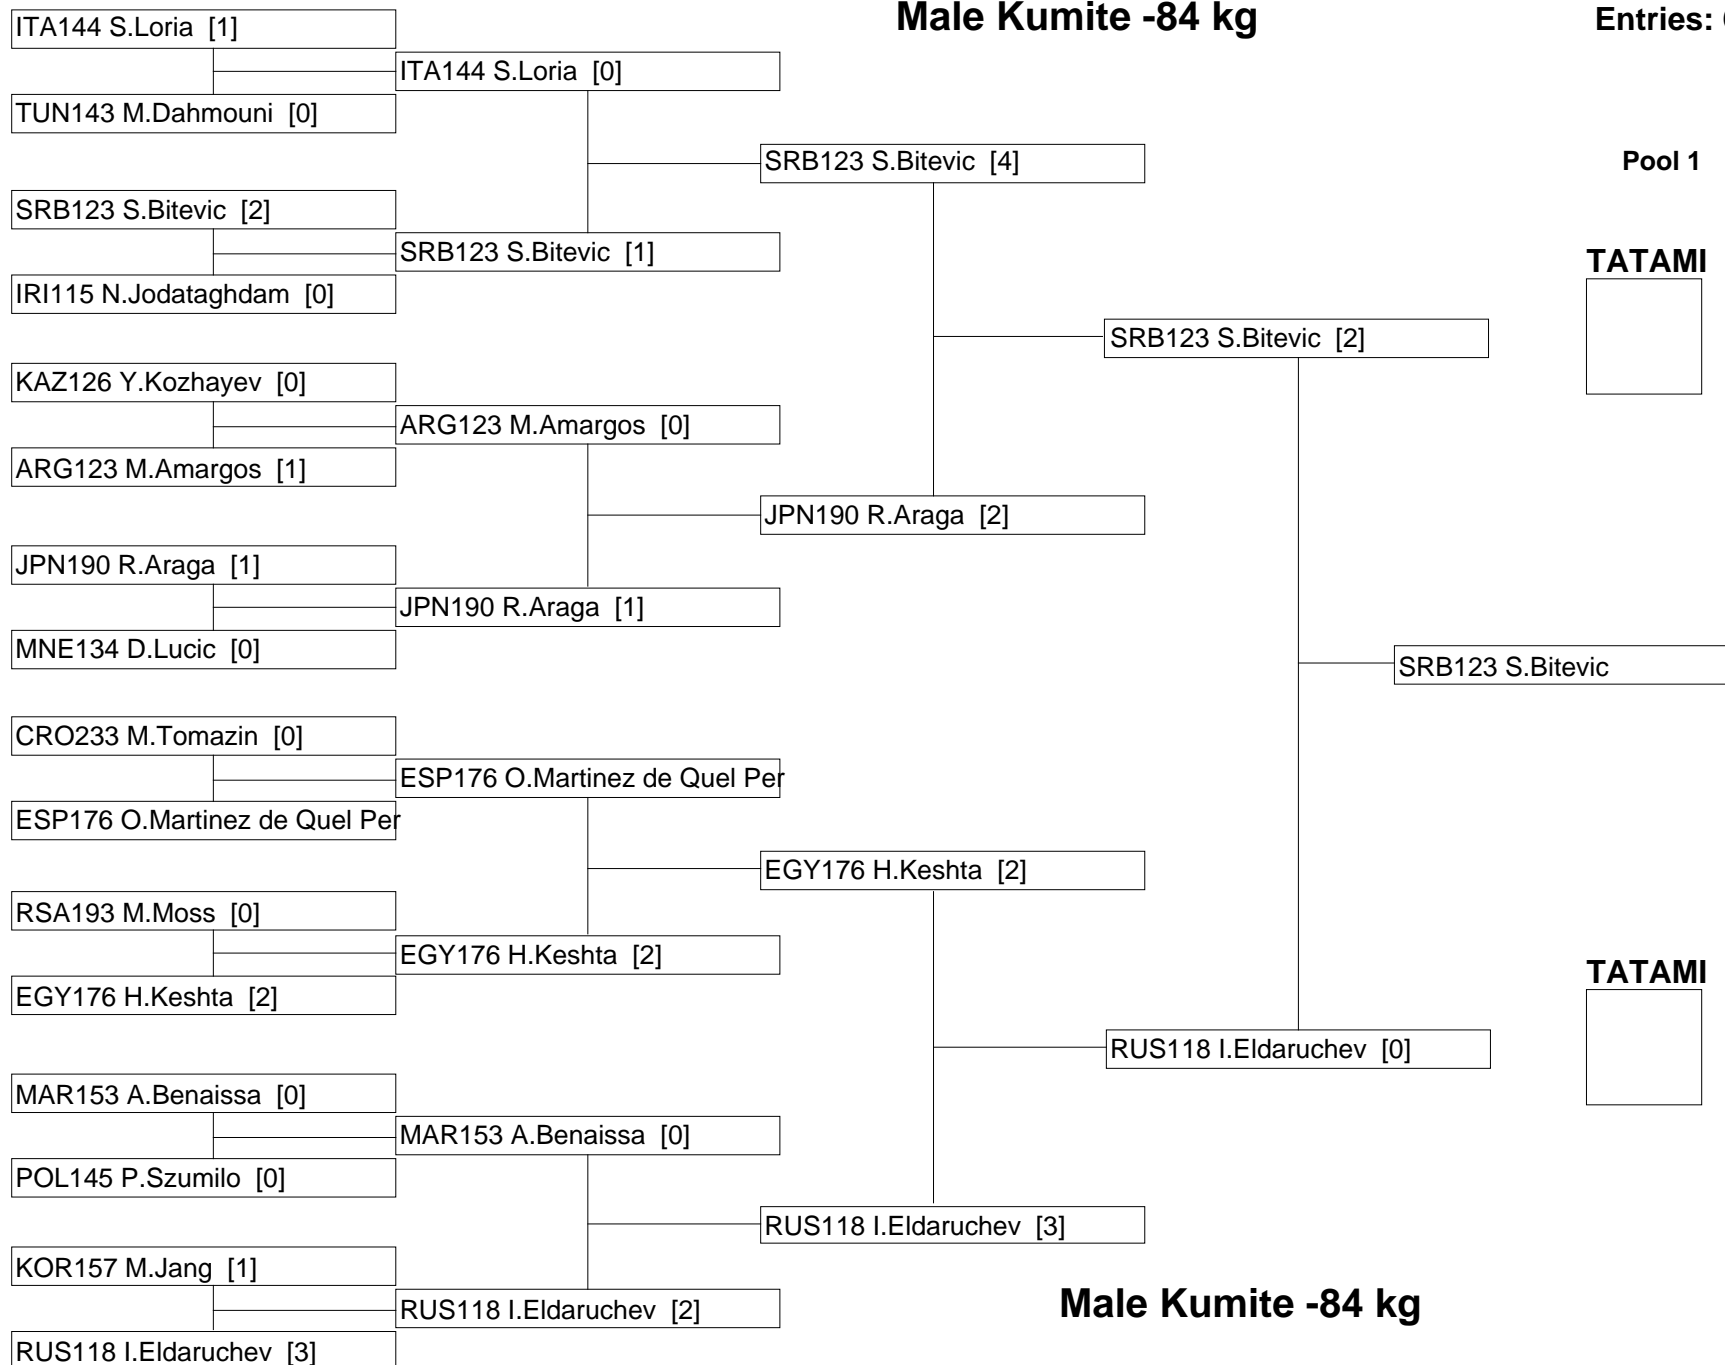 Male Kumite -84 kg
Entries:
Pool 1
TATAMI
TATAMI
ITA144 S.Loria [1]
TUN143 M.Dahmouni [0]
SRB123 S.Bitevic [2]
IRI115 N.Jodataghdam [0]
KAZ126 Y.Kozhayev [0]
ARG123 M.Amargos [1]
JPN190 R.Araga [1]
MNE134 D.Lucic [0]
CRO233 M.Tomazin [0]
ESP176 O.Martinez de Quel Per
RSA193 M.Moss [0]
EGY176 H.Keshta [2]
MAR153 A.Benaissa [0]
POL145 P.Szumilo [0]
KOR157 M.Jang [1]
RUS118 I.Eldaruchev [3]
ITA144 S.Loria [0]
SRB123 S.Bitevic [1]
ARG123 M.Amargos [0]
JPN190 R.Araga [1]
ESP176 O.Martinez de Quel Per
EGY176 H.Keshta [2]
MAR153 A.Benaissa [0]
RUS118 I.Eldaruchev [2]
SRB123 S.Bitevic [4]
JPN190 R.Araga [2]
EGY176 H.Keshta [2]
RUS118 I.Eldaruchev [3]
SRB123 S.Bitevic [2]
RUS118 I.Eldaruchev [0]
SRB123 S.Bitevic
Male Kumite -84 kg